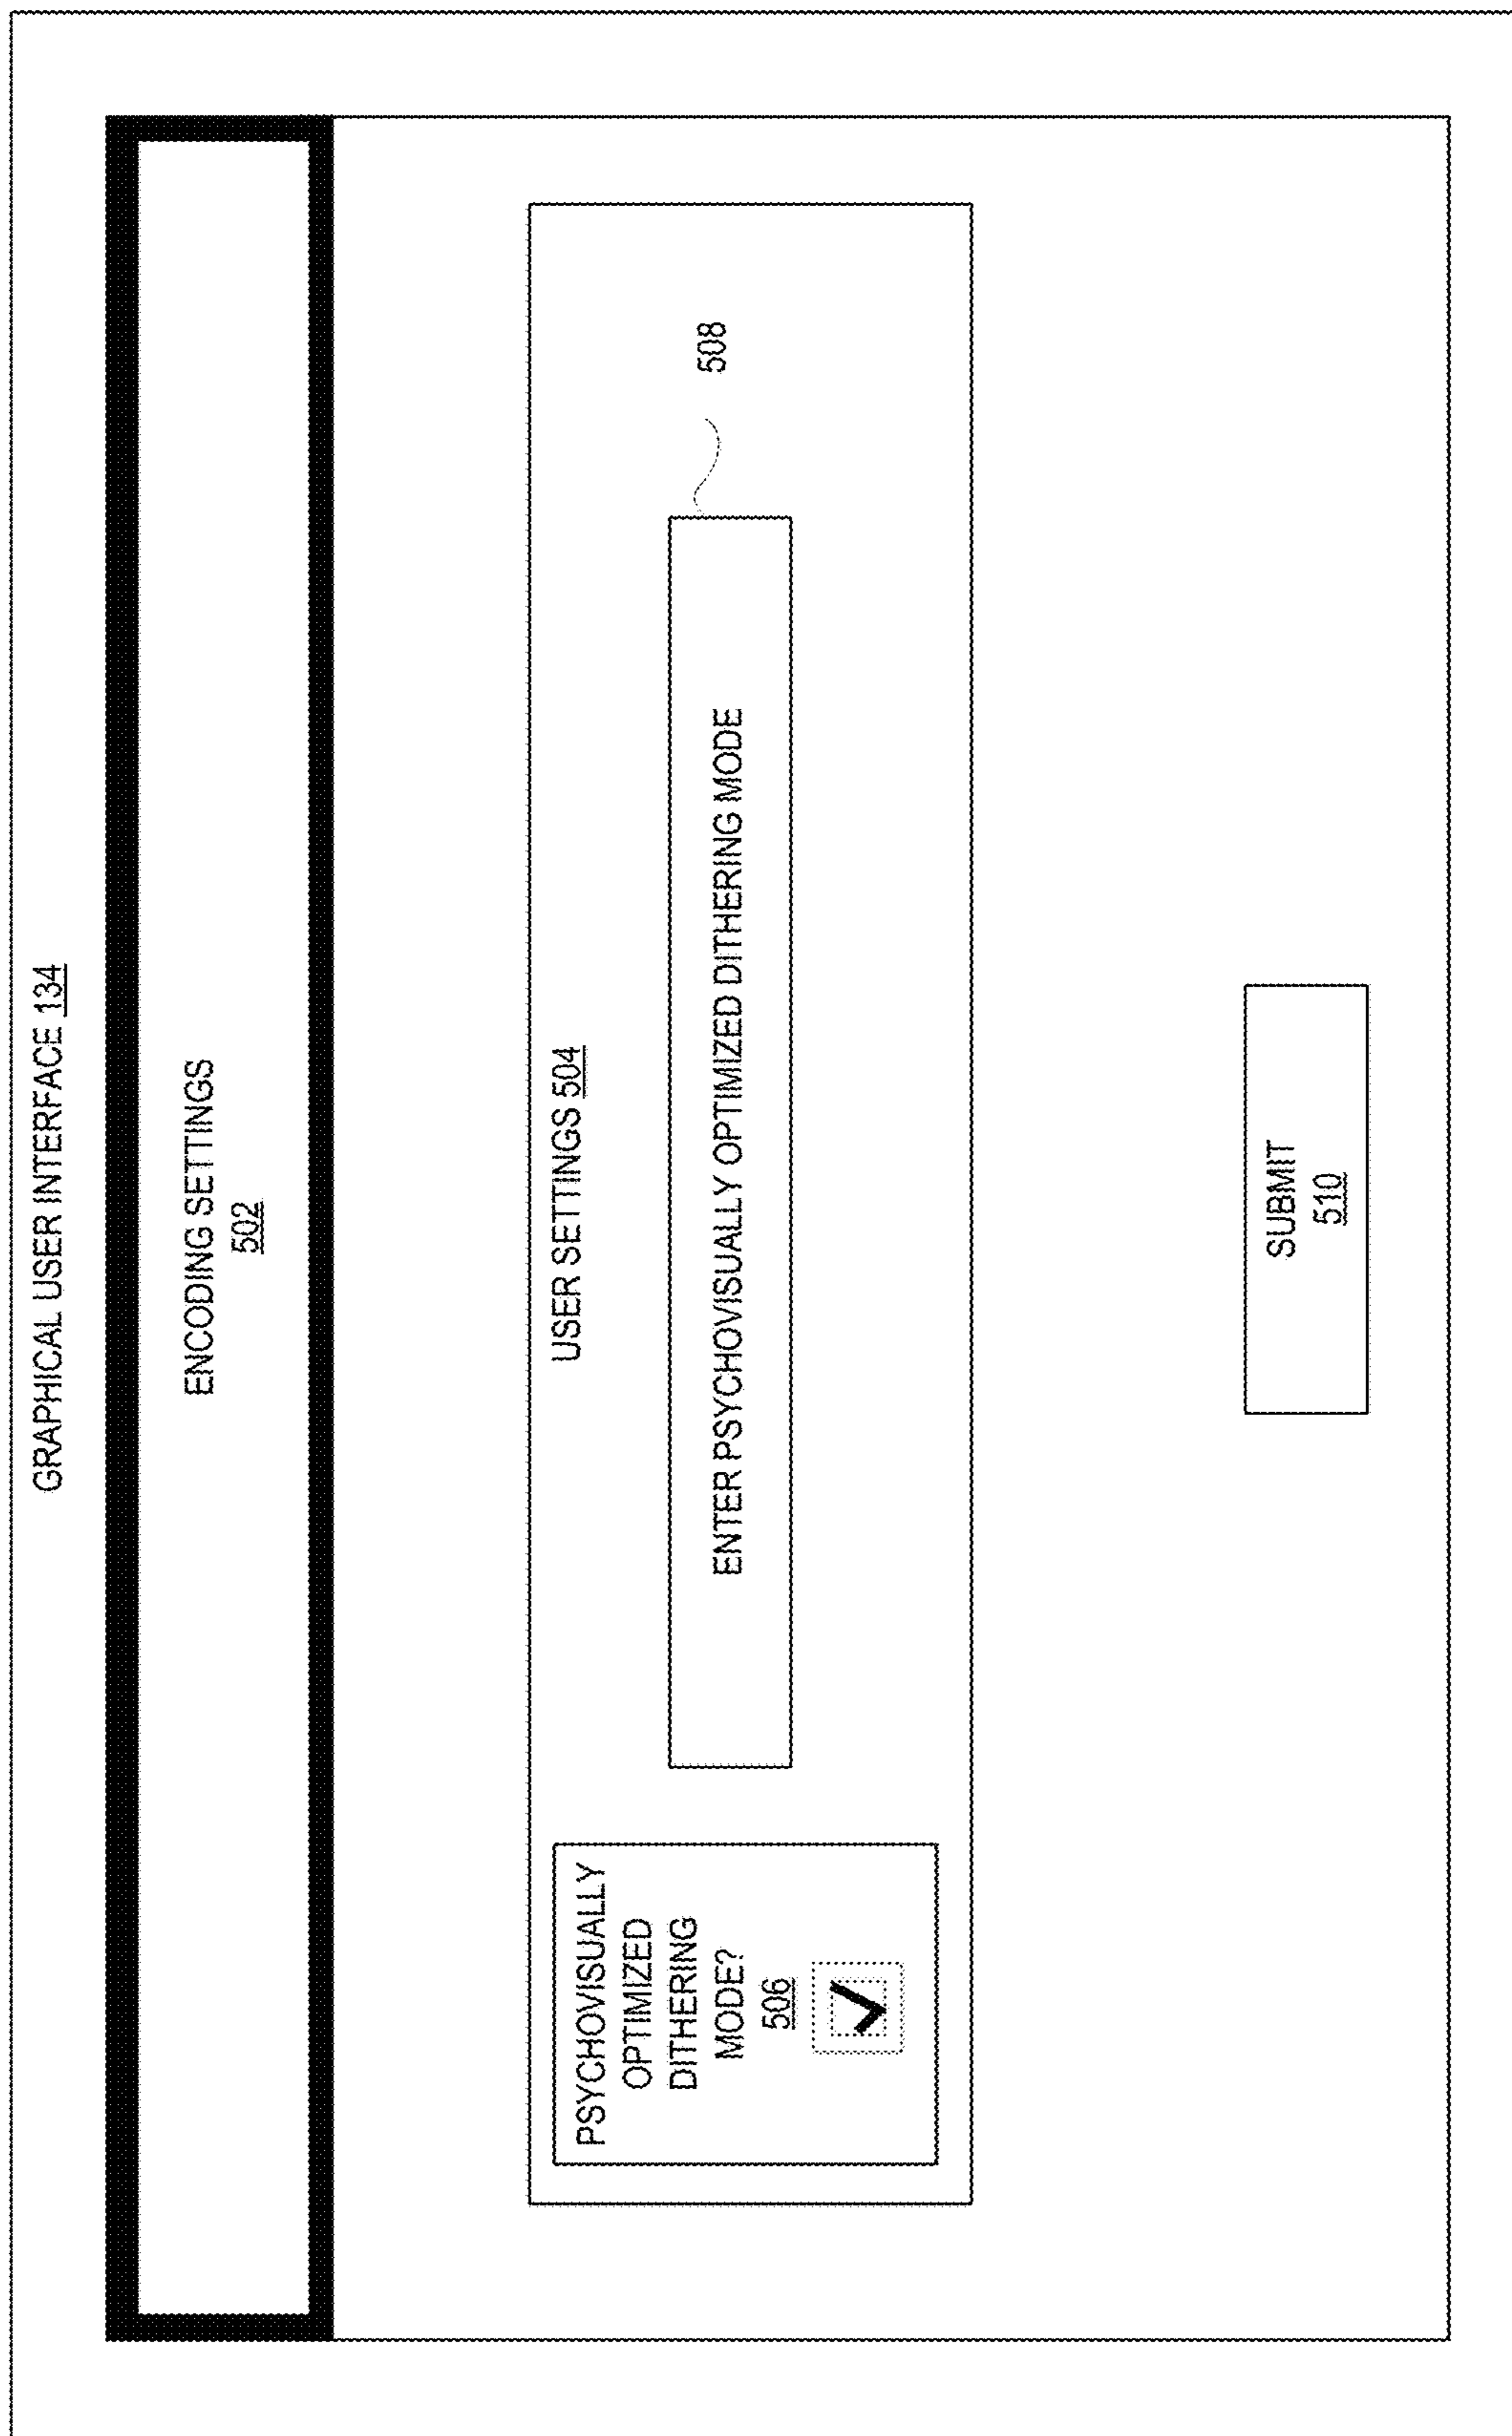 GRAPHICAL USER INTERFACE 134
ENCODING SETTINGS
502
USER SETTINGS 504
PSYCHOVISUALLY
OPTIMIZED
DITHERING
MODE?
506
ENTER PSYCHOVISUALLY OPTIMIZED DITHERING MODE
508
SUBMIT
510